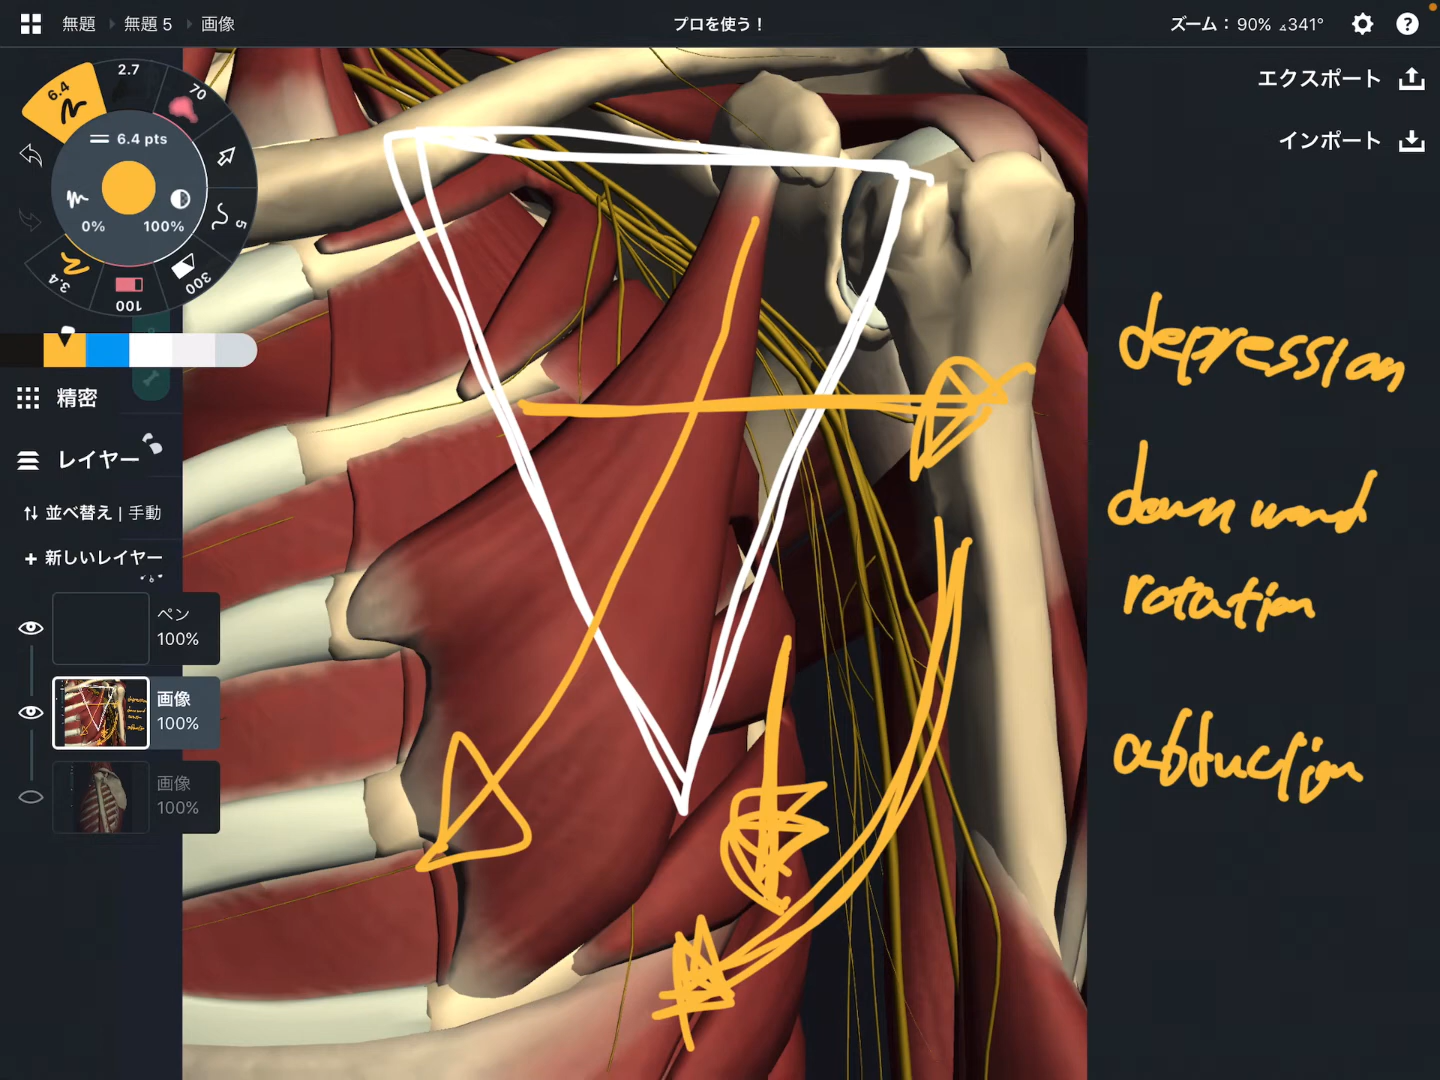 無題 無題 5 画像
プロを使う！
ズーム： 90% ⊿341°
エクスポート
インポート
2.7
6.4
70
6.4 pts
0% 100%
5
3.4
100
300
精密
レイヤー
並べ替え | 手動
+ 新しいレイヤー
ペン
100%
画像
100%
画像
100%
depression
downward
rotation
abduction